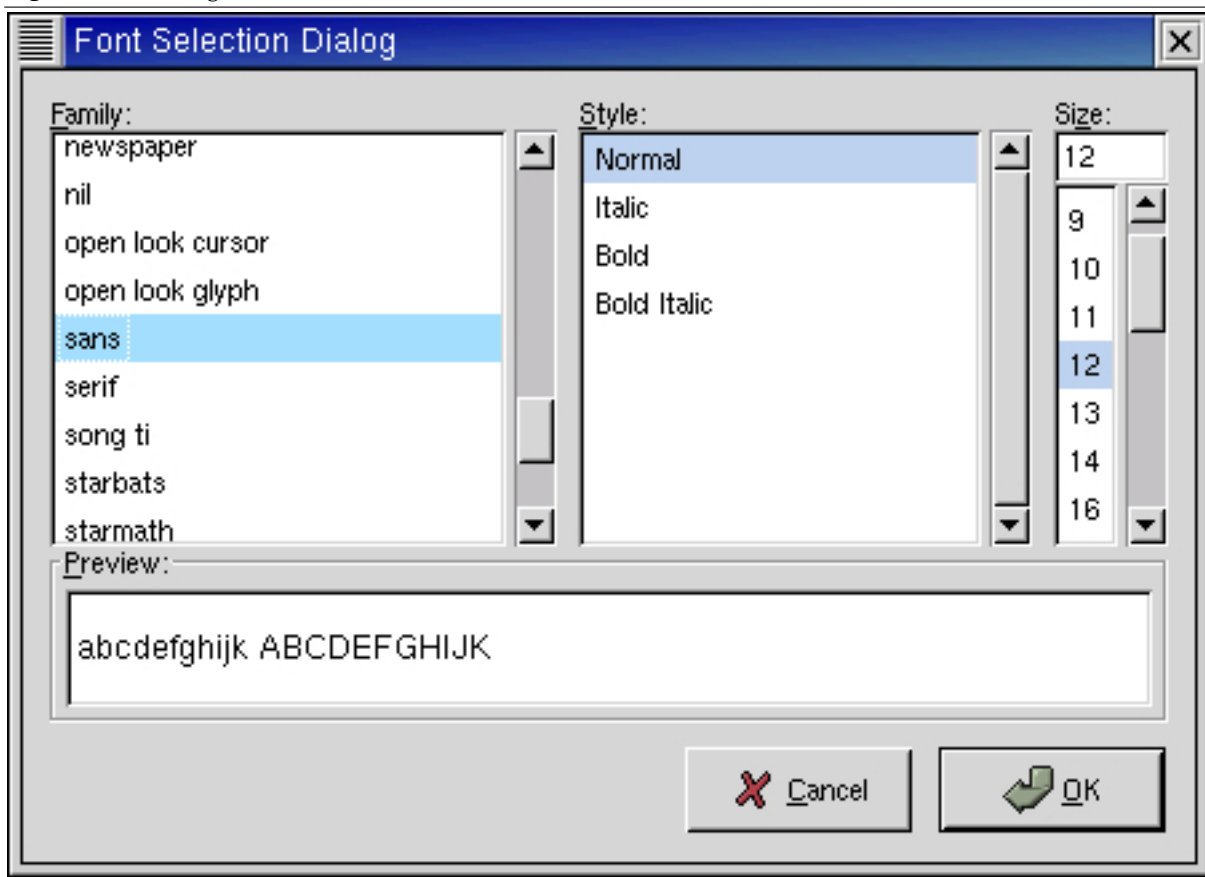 Font Selection Dialog
Family:
newspaper
nil
open look cursor
open look glyph
sans
serif
song ti
starbats
starmath
Style:
Normal
Italic
Bold
Bold Italic
Size:
12
9
10
11
12
13
14
16
Preview:
abcdefghijk ABCDEFGHIJK
Cancel
OK